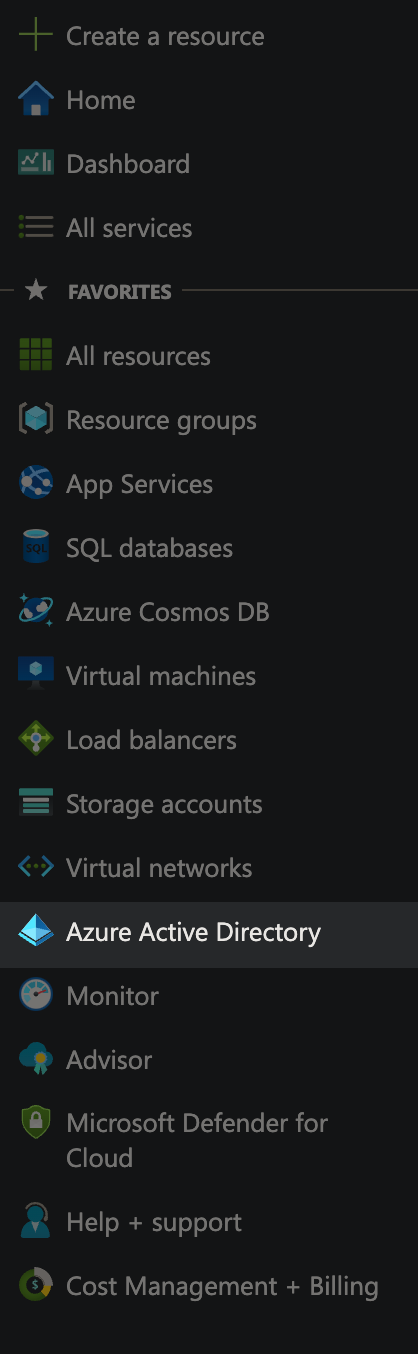 Create a resource
Home
Dashboard
All services
FAVORITES
All resources
Resource groups
App Services
SQL
SQL databases
Azure Cosmos DB
Virtual machines
Load balancers
Storage accounts
Virtual networks
Azure Active Directory
Monitor
Advisor
Microsoft Defender for
Cloud
Help + support
$
Cost Management + Billing